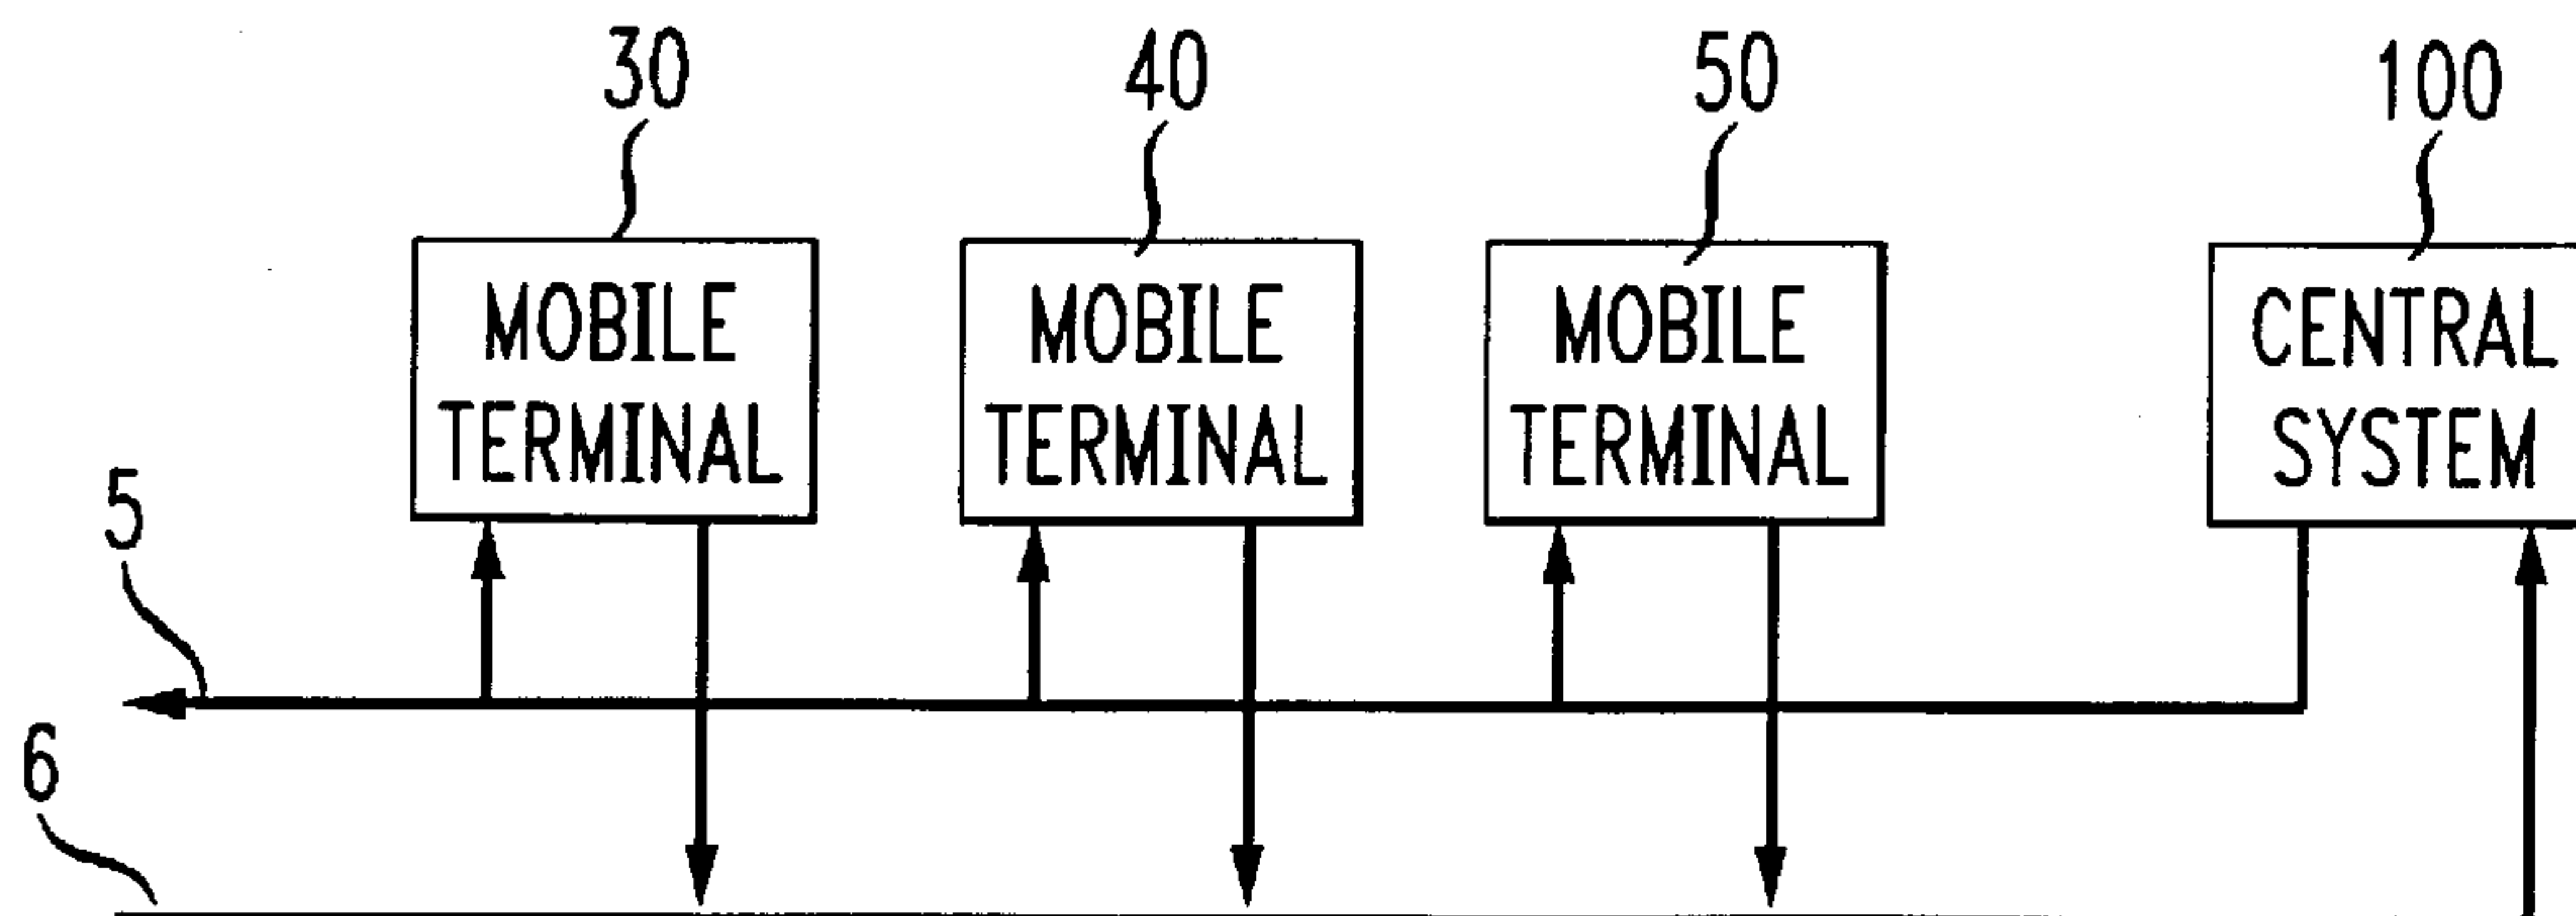 30
40
50
100
MOBILE
TERMINAL
MOBILE
TERMINAL
MOBILE
TERMINAL
CENTRAL
SYSTEM
5
6